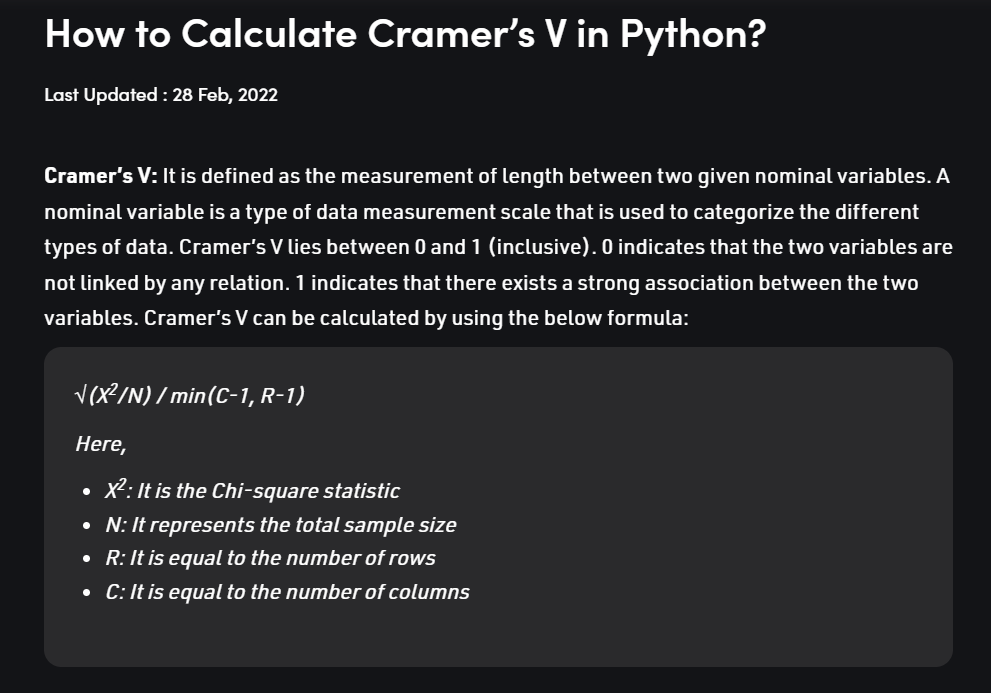 How to Calculate Cramer’s V in Python?
Last Updated : 28 Feb, 2022
Cramer’s V: It is defined as the measurement of length between two given nominal variables. A
nominal variable is a type of data measurement scale that is used to categorize the different
types of data. Cramer’s V lies between 0 and 1 (inclusive). 0 indicates that the two variables are
not linked by any relation. 1 indicates that there exists a strong association between the two
variables. Cramer’s V can be calculated by using the below formula:
√(X²/N) / min(C-1, R-1)
Here,
• X²: It is the Chi-square statistic
• N: It represents the total sample size
• R: It is equal to the number of rows
• C: It is equal to the number of columns